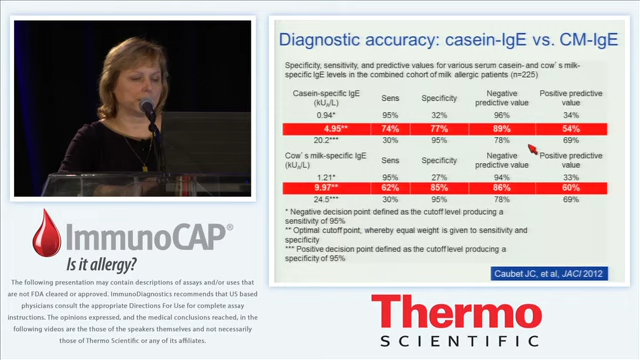 Diagnostic accuracy: casein-IgE vs. CM-IgE
Specificity, sensitivity, and predictive values for various serum casein- and cow's milk-
specific IgE levels in the combined cohort of milk allergic patients (n=225)
Casein-specific IgE (kUA/L) Sens Specificity Negative predictive value Positive predictive value
0.94* 95% 32% 96% 34%
4.95** 74% 77% 89% 54%
20.2*** 30% 95% 78% 69%
Cow's milk-specific IgE (kUA/L) Sens Specificity Negative predictive value Positive predictive value
1.21* 95% 27% 94% 33%
9.97** 62% 85% 86% 60%
24.5*** 30% 95% 78% 69%
* Negative decision point defined as the cutoff level producing a
sensitivity of 95%
** Optimal cutoff point, whereby equal weight is given to sensitivity and
specificity
*** Positive decision point defined as the cutoff level producing a
specificity of 95%
Caubet JC, et al, JACI 2012
ImmunoCAP®
Is it allergy?
The following presentation may contain descriptions of assays and/or uses that
are not FDA cleared or approved. ImmunoDiagnostics recommends that US based
physicians consult the appropriate Directions For Use for complete assay
instructions. The opinions expressed, and the medical conclusions reached, in the
following videos are those of the speakers themselves and not necessarily
those of Thermo Scientific or any of its affiliates.
Thermo
SCIENTIFIC